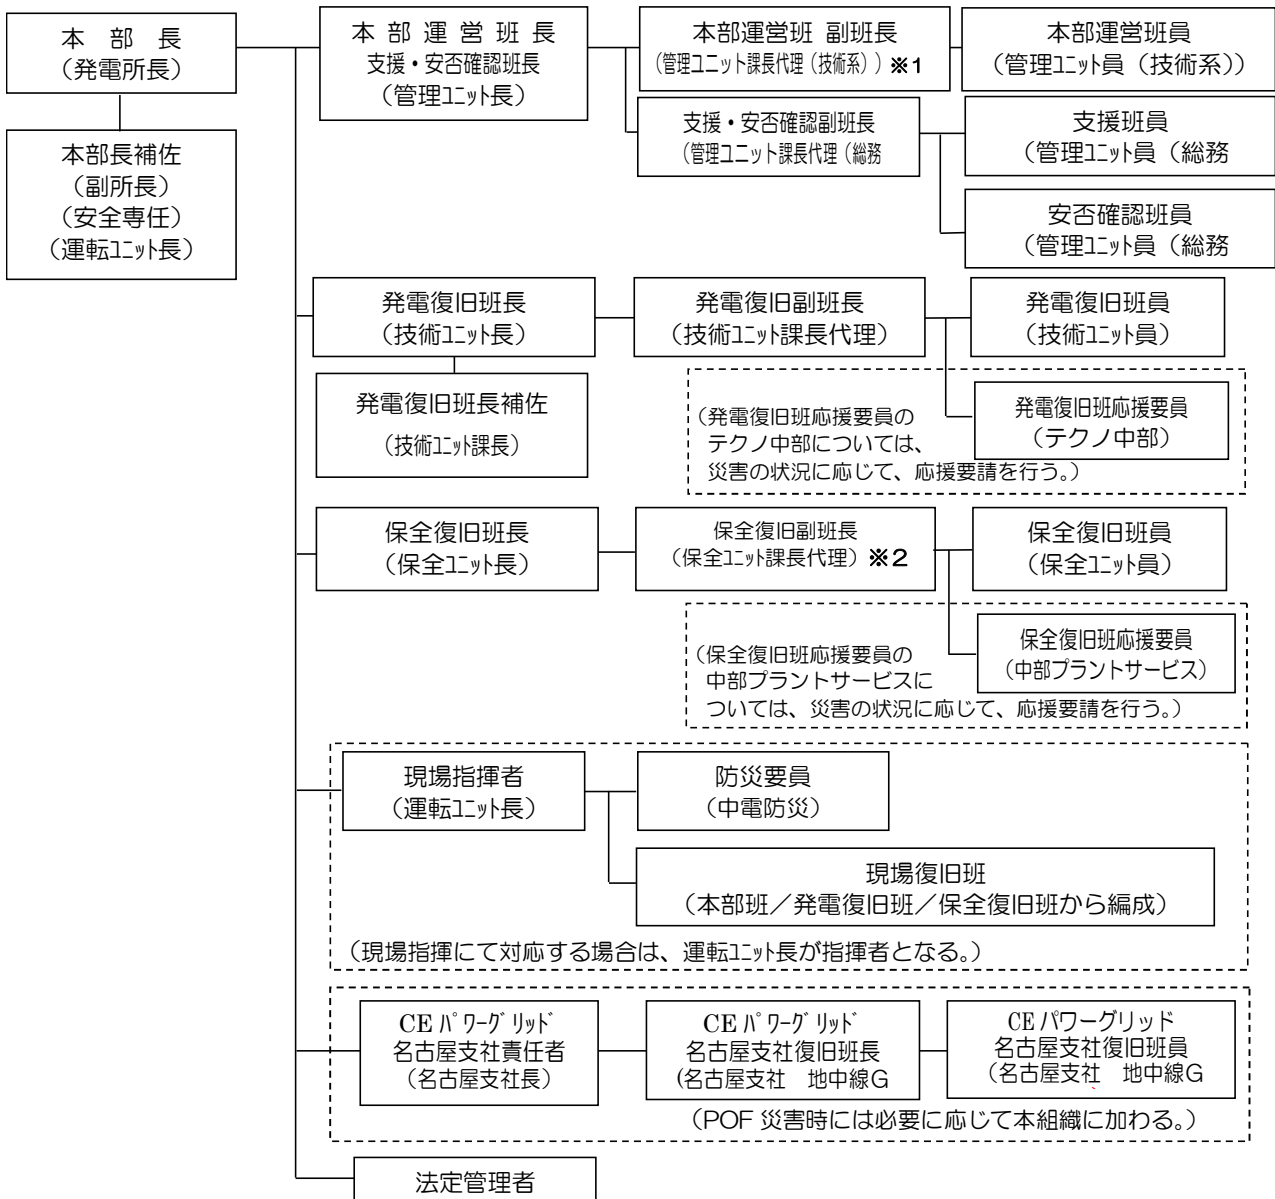 本 部 長
（発電所長）
本部長補佐
（副所長）
（安全専任）
（運転ﾕﾆｯﾄ長）
本 部 運 営 班 長
支援・安否確認班長
（管理ﾕﾆｯﾄ長）
本部運営班 副班長
（管理ユニット課長代理（技術系））※1
本部運営班員
（管理ﾕﾆｯﾄ員（技術系））
支援・安否確認副班長
（管理ユニット課長代理（総務
支援班員
（管理ﾕﾆｯﾄ員（総務
安否確認班員
（管理ﾕﾆｯﾄ員（総務
発電復旧班長
（技術ﾕﾆｯﾄ長）
発電復旧副班長
（技術ﾕﾆｯﾄ課長代理）
発電復旧班員
（技術ﾕﾆｯﾄ員）
発電復旧班長補佐
（技術ﾕﾆｯﾄ課長）
（発電復旧班応援要員の
テクノ中部については、
災害の状況に応じて、応援要請を行う。）
発電復旧班応援要員
（テクノ中部）
保全復旧班長
（保全ﾕﾆｯﾄ長）
保全復旧副班長
（保全ﾕﾆｯﾄ課長代理）※2
保全復旧班員
（保全ﾕﾆｯﾄ員）
（保全復旧班応援要員の
中部プラントサービスに
ついては、災害の状況に応じて、応援要請を行う。）
保全復旧班応援要員
（中部プラントサービス）
現場指揮者
（運転ﾕﾆｯﾄ長）
防災要員
（中電防災）
現場復旧班
（本部班／発電復旧班／保全復旧班から編成）
（現場指揮にて対応する場合は、運転ﾕﾆｯﾄ長が指揮者となる。）
CE ﾊﾟﾜｰｸﾞﾘｯﾄﾞ
名古屋支社責任者
（名古屋支社長）
CE ﾊﾟﾜｰｸﾞﾘｯﾄﾞ
名古屋支社復旧班長
(名古屋支社　地中線G
CE パワーグリッド
名古屋支社復旧班員
（名古屋支社　地中線G
（POF 災害時には必要に応じて本組織に加わる。）
法定管理者